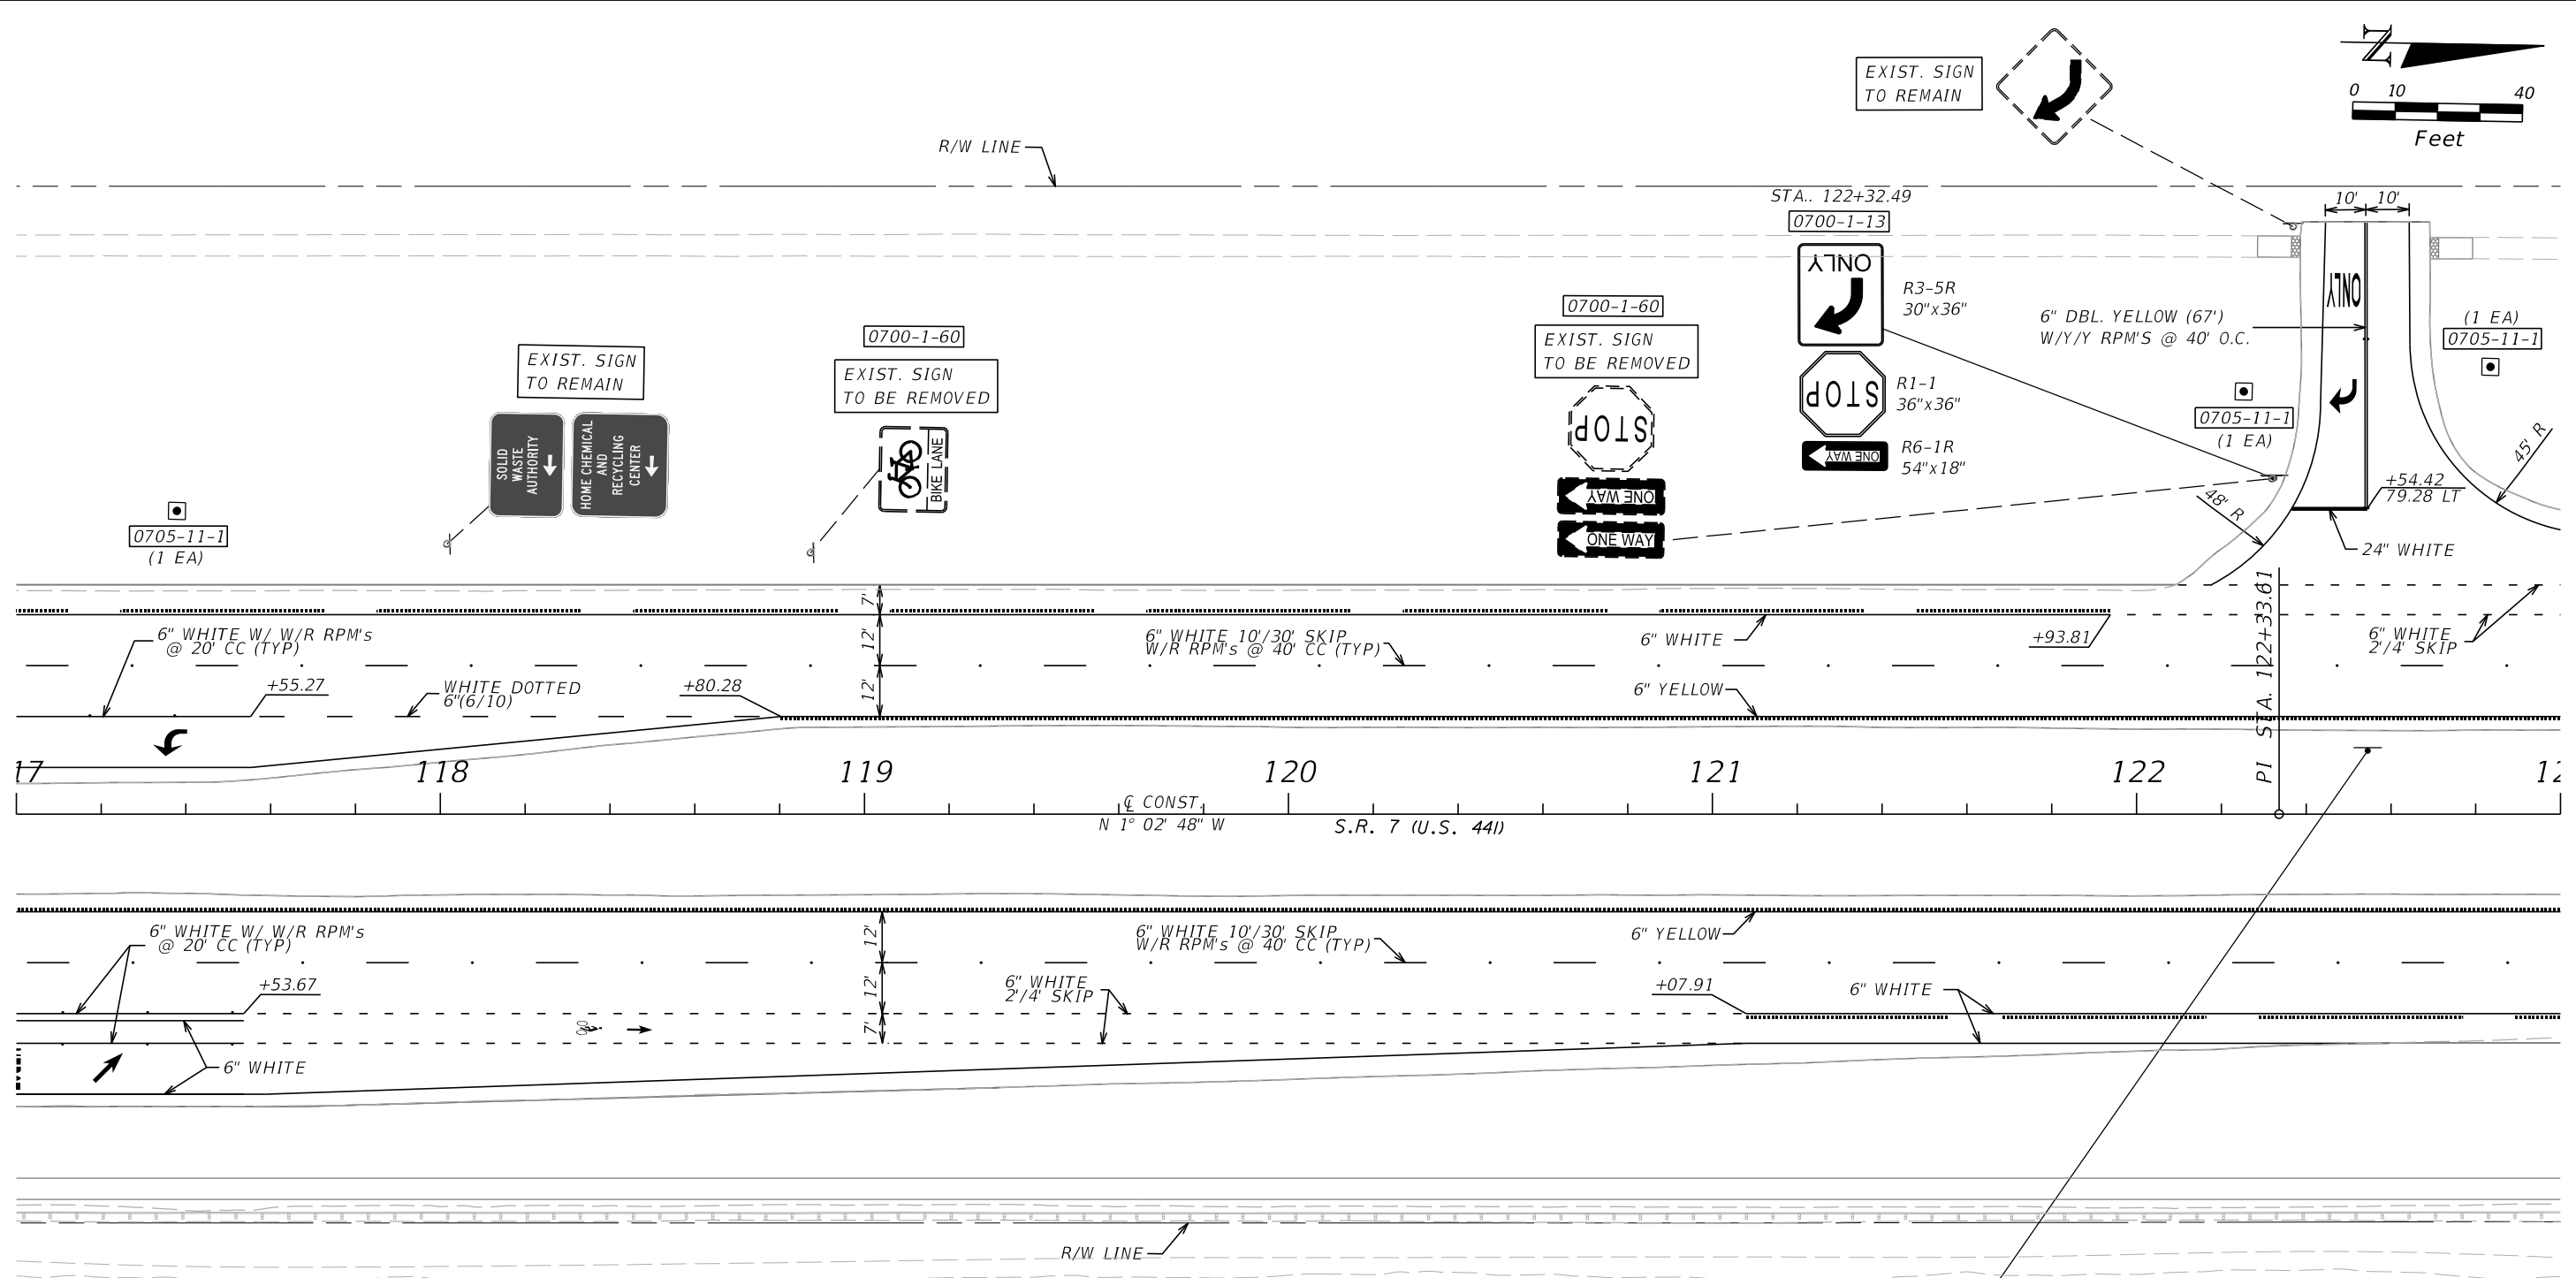 EXIST. SIGN
TO REMAIN
N
0 10 40
Feet
R/W LINE
STA.. 122+32.49
0700-1-13
ONLY
R3-5R
30"x36"
STOP
R1-1
36"x36"
ONE WAY
R6-1R
54"x18"
10' 10'
ONLY
6" DBL. YELLOW (67')
W/Y/Y RPM'S @ 40' O.C.
(1 EA)
0705-11-1
0705-11-1
(1 EA)
45' R
48' R
+54.42
79.28 LT
24" WHITE
0700-1-60
EXIST. SIGN
TO BE REMOVED
STOP
ONE WAY
ONE WAY
0700-1-60
EXIST. SIGN
TO BE REMOVED
BIKE LANE
EXIST. SIGN
TO REMAIN
SOLID
WASTE
AUTHORITY
HOME CHEMICAL
AND
RECYCLING
CENTER
0705-11-1
(1 EA)
7'
12'
12'
6" WHITE W/ W/R RPM's
@ 20' CC (TYP)
+55.27
WHITE DOTTED
6"(6/10)
+80.28
6" WHITE 10'/30' SKIP
W/R RPM's @ 40' CC (TYP)
6" WHITE
6" YELLOW
+93.81
PI STA. 122+33.61
6" WHITE
2'/4' SKIP
17 118 119 120 121 122 12
℄ CONST.
N 1° 02' 48" W
S.R. 7 (U.S. 441)
6" WHITE W/ W/R RPM's
@ 20' CC (TYP)
+53.67
12'
12'
7'
6" WHITE 10'/30' SKIP
W/R RPM's @ 40' CC (TYP)
6" WHITE
2'/4' SKIP
6" YELLOW
+07.91
6" WHITE
6" WHITE
R/W LINE